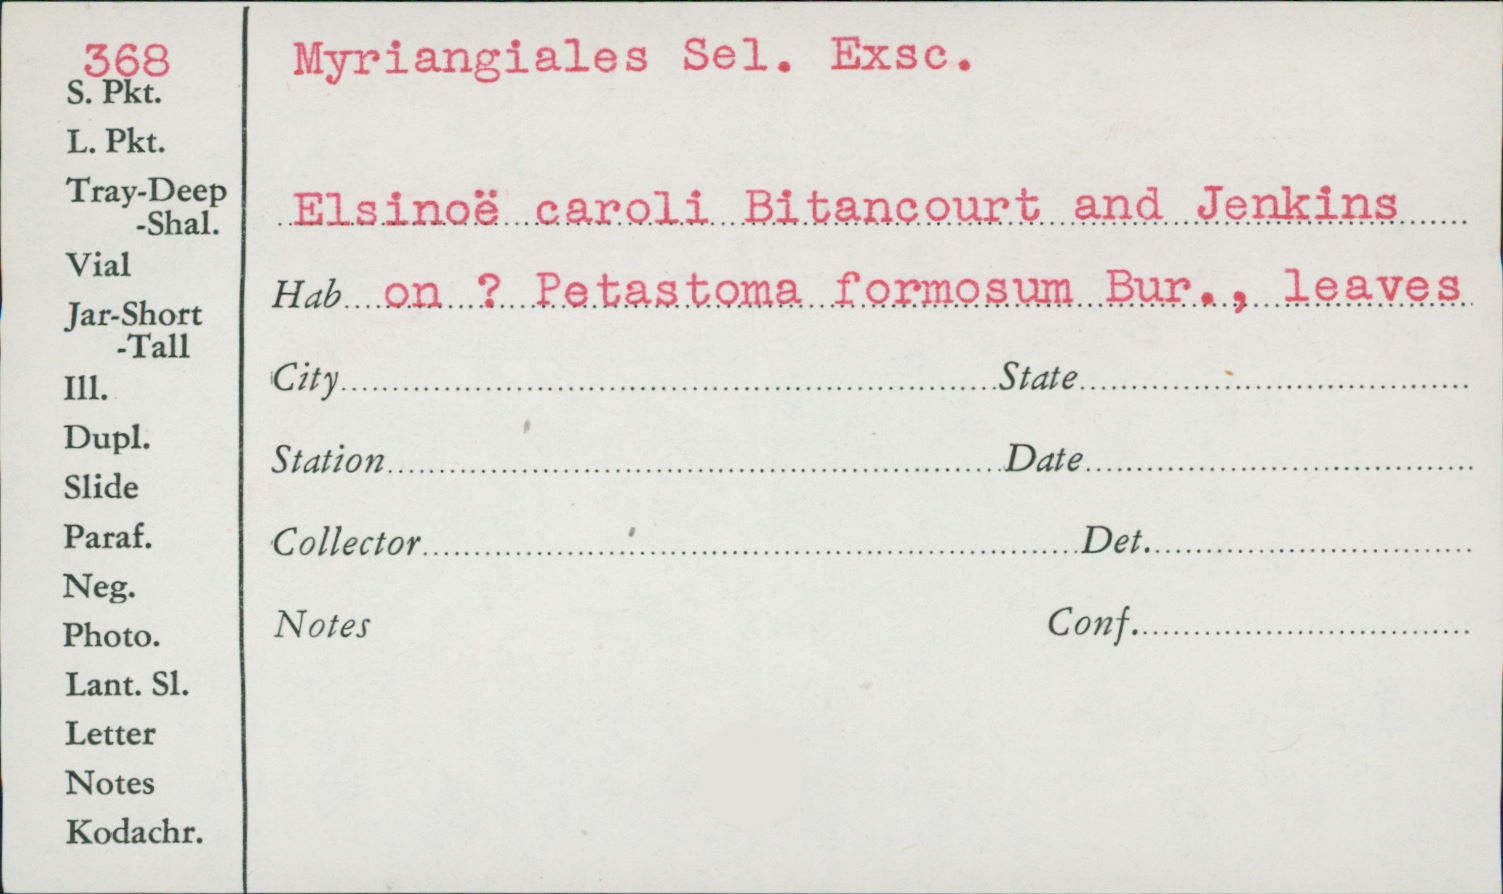 368
S. Pkt.
L. Pkt.
Tray-Deep
-Shal.
Vial
Jar-Short
-Tall
Ill.
Dupl.
Slide
Paraf.
Neg.
Photo.
Lant. Sl.
Letter
Notes
Kodachr.
Myriangiales Sel. Exsc.
Elsinoë caroli Bitancourt and Jenkins
Hab on ? Petastoma formosum Bur., leaves
City State
Station Date
Collector Det.
Notes Conf.